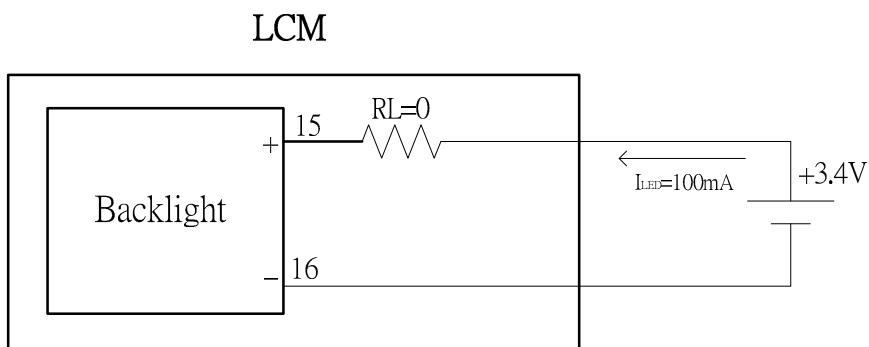 LCM
RL=0
15
+
+3.4V
ILED=100mA
Backlight
16
−